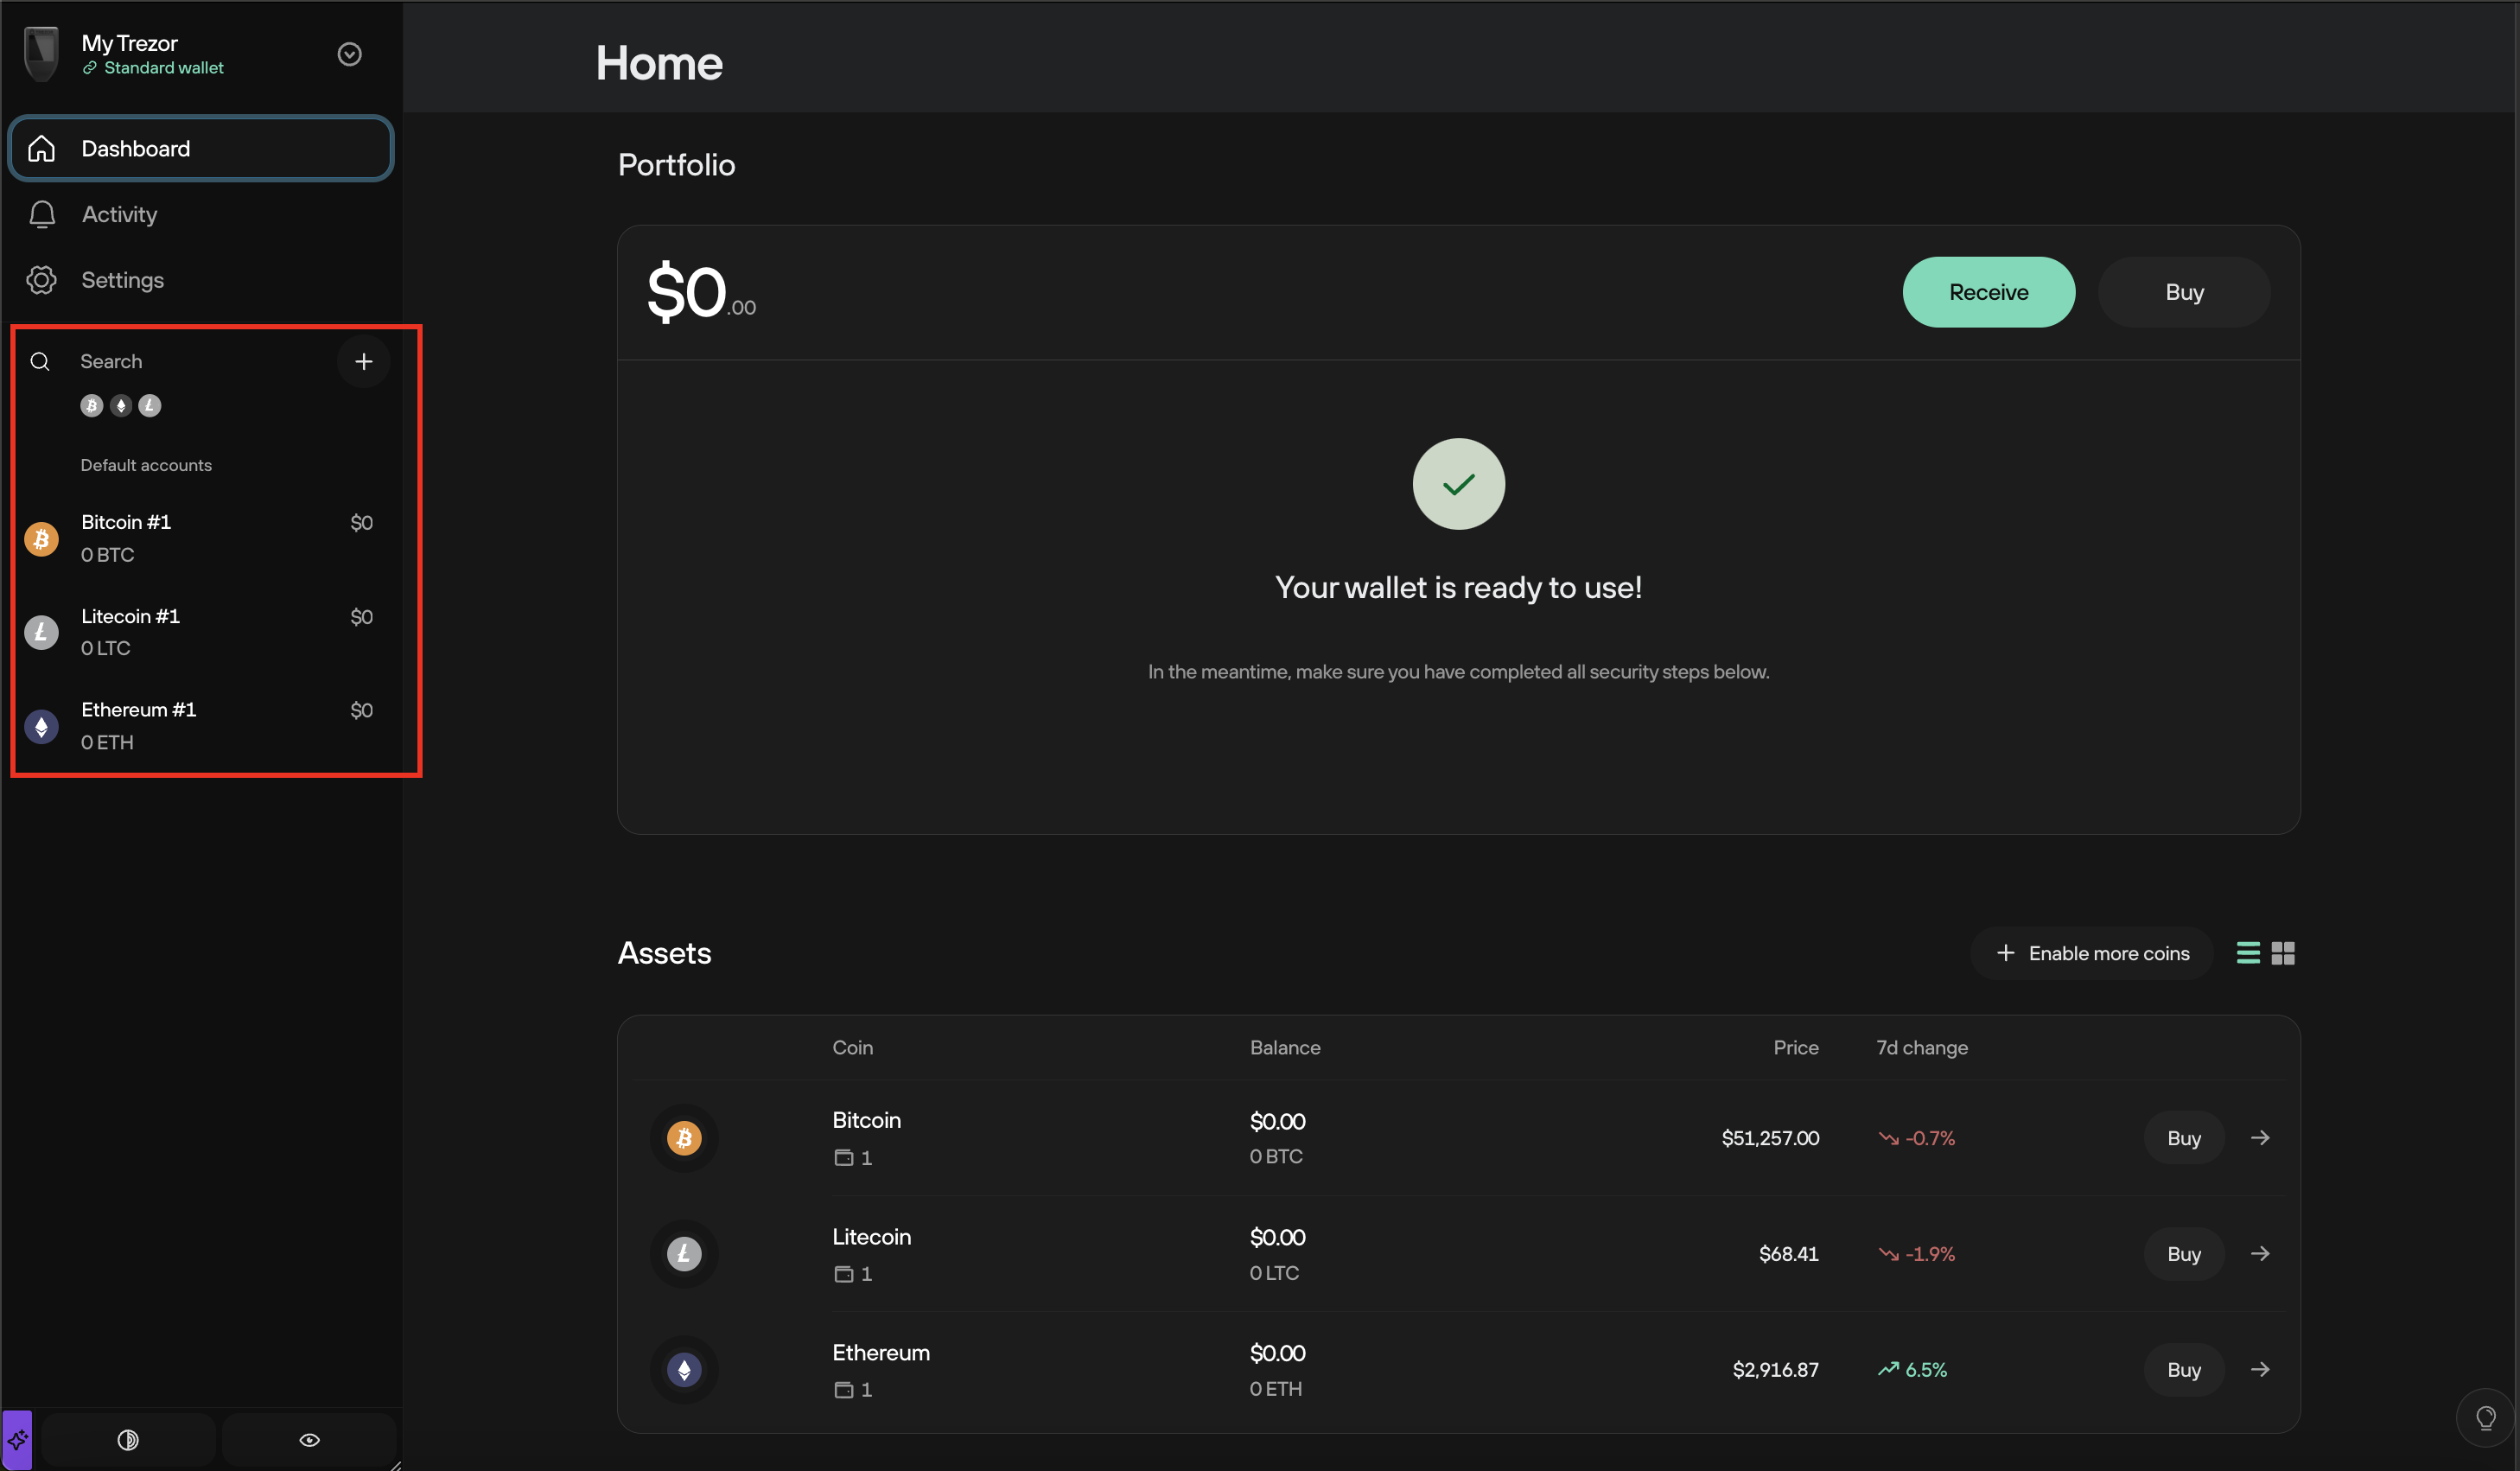 My Trezor
Standard wallet
Dashboard
Activity
Settings
Search
Default accounts
Bitcoin #1 $0
0 BTC
Litecoin #1 $0
0 LTC
Ethereum #1 $0
0 ETH
Home
Portfolio
$0.00
Receive Buy
Your wallet is ready to use!
In the meantime, make sure you have completed all security steps below.
Assets
+ Enable more coins
Coin Balance Price 7d change
Bitcoin $0.00
1 0 BTC
$51,257.00 -0.7% Buy
Litecoin $0.00
1 0 LTC
$68.41 -1.9% Buy
Ethereum $0.00
1 0 ETH
$2,916.87 6.5% Buy